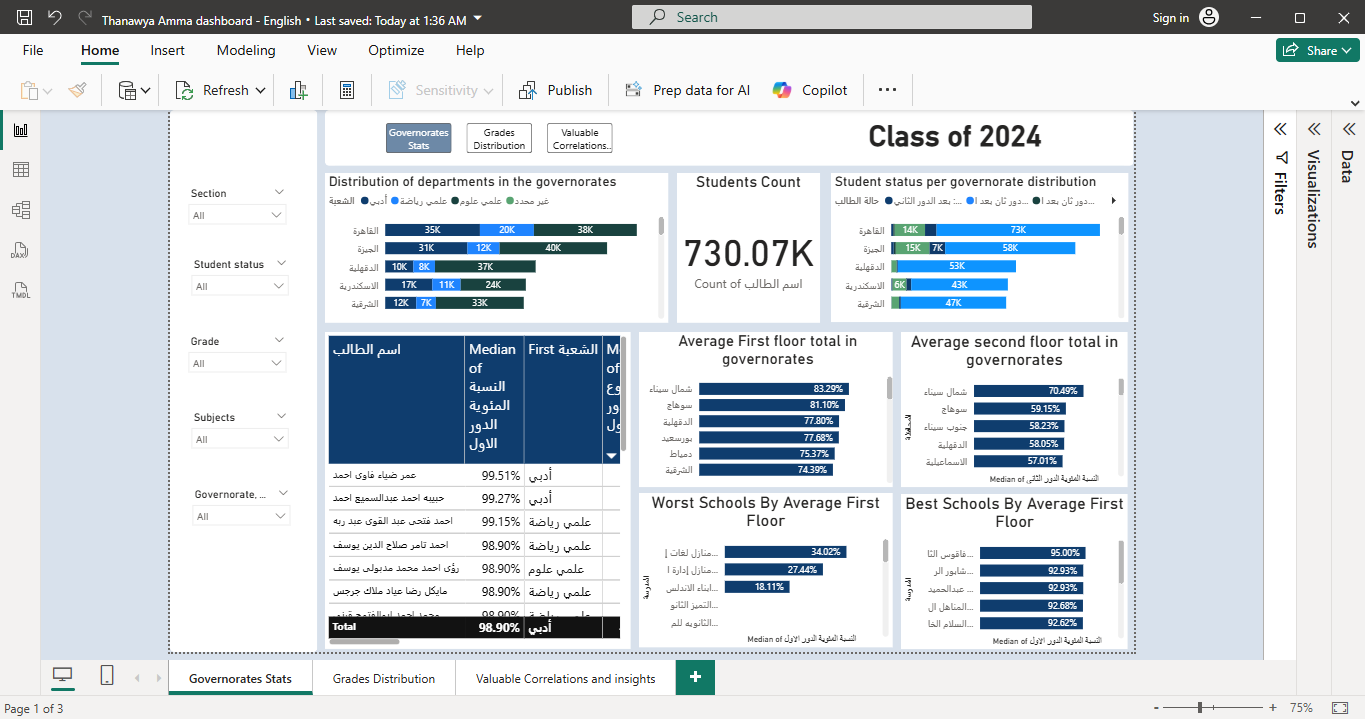 Thanawya Amma dashboard - English • Last saved: Today at 1:36 AM
Search
Sign in
File
Home
Insert
Modeling
View
Optimize
Help
Share
Refresh
Sensitivity
Publish
Prep data for AI
Copilot
Governorates
Stats
Grades
Distribution
Valuable
Correlations..
Class of 2024
Section
All
Student status
All
Grade
All
Subjects
All
Governorate, ...
All
Distribution of departments in the governorates
الشعبة أدبي علمي رياضة علمي علوم غير محدد
القاهرة 35K 20K 38K
الجيزة 31K 12K 40K
الدقهلية 10K 8K 37K
الاسكندرية 17K 11K 24K
الشرقية 12K 7K 33K
Students Count
730.07K
Count of اسم الطالب
Student status per governorate distribution
حالة الطالب ...: بعد الدور الثاني ...دور ثان بعد ا ...دور ثان بعد ا
القاهرة 14K 73K
الجيزة 15K 7K 58K
الدقهلية 53K
الاسكندرية 6K 43K
الشرقية 47K
اسم الطالب
Median
of
النسبة
المئوية
الدور
الاول
First الشعبة
عمر ضياء فاوى احمد 99.51% أدبي
حبيبه احمد عبدالسميع احمد 99.27% أدبي
احمد فتحى عبد القوى عبد ربه 99.15% علمي رياضة
احمد تامر صلاح الدين يوسف 98.90% علمي رياضة
رؤى احمد محمد مدبولى يوسف 98.90% علمي علوم
مايكل رضا عياد ملاك جرجس 98.90% علمي رياضة
Total 98.90% أدبي
Average First floor total in
governorates
شمال سيناء 83.29%
سوهاج 81.10%
الدقهلية 77.80%
بورسعيد 77.68%
دمياط 75.37%
الشرقية 74.39%
Average second floor total in
governorates
المحافظة
شمال سيناء 70.49%
سوهاج 59.15%
جنوب سيناء 58.23%
الدقهلية 58.05%
الاسماعيلية 57.01%
Median of النسبة المئوية الدور الثانى
Worst Schools By Average First
Floor
المدرسة
...منازل لغات إ 34.02%
...منازل إدارة ا 27.44%
...ابناء الاندلس 18.11%
...التميز الثانو
...الثانويه للم
Median of النسبة المئوية الدور الاول
Best Schools By Average First
Floor
المدرسة
...فاقوس الثا 95.00%
...شابور الر 92.93%
...عبدالحميد 92.93%
...المناهل ال 92.68%
...السلام الخا 92.62%
Median of النسبة المئوية الدور الاول
Filters
Visualizations
Data
DAX
TMDL
Governorates Stats
Grades Distribution
Valuable Correlations and insights
Page 1 of 3
75%